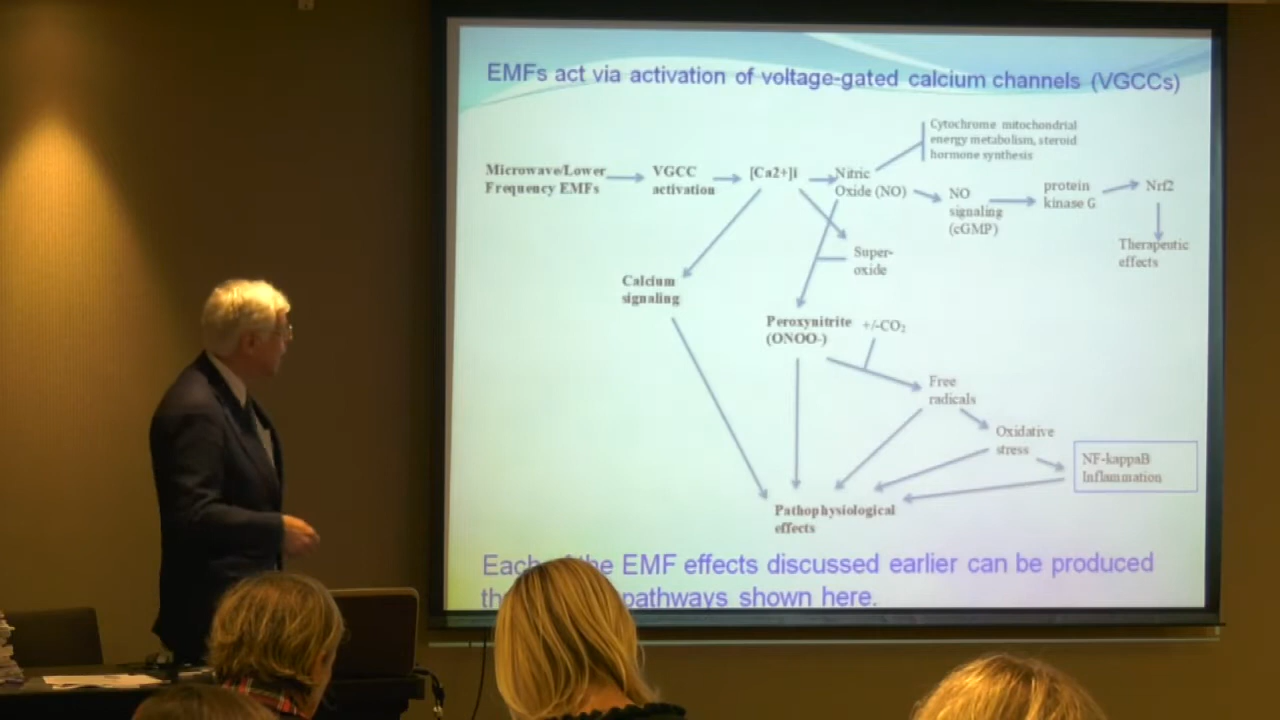 EMFs act via activation of voltage-gated calcium channels (VGCCs)
Cytochrome mitochondrial
energy metabolism, steroid
hormone synthesis
Microwave/Lower
Frequency EMFs
VGCC
activation
[Ca2+]i
Nitric
Oxide (NO)
NO
signaling
(cGMP)
protein
kinase G
Nrf2
Therapeutic
effects
Super-
oxide
Calcium
signaling
Peroxynitrite
(ONOO-)
+/-CO2
Free
radicals
Oxidative
stress
NF-kappaB
Inflammation
Pathophysiological
effects
Each the EMF effects discussed earlier can be produced
pathways shown here.